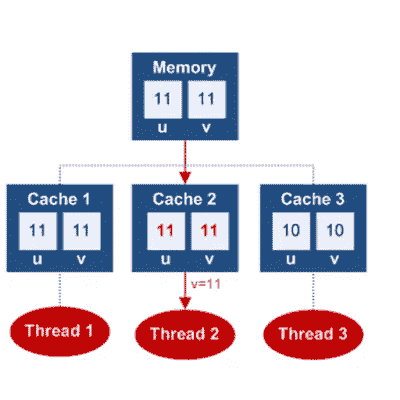 Memory
11 11
u v
Cache 1 Cache 2 Cache 3
11 11 11 11 10 10
u v u v u v
v=11
Thread 1 Thread 2 Thread 3